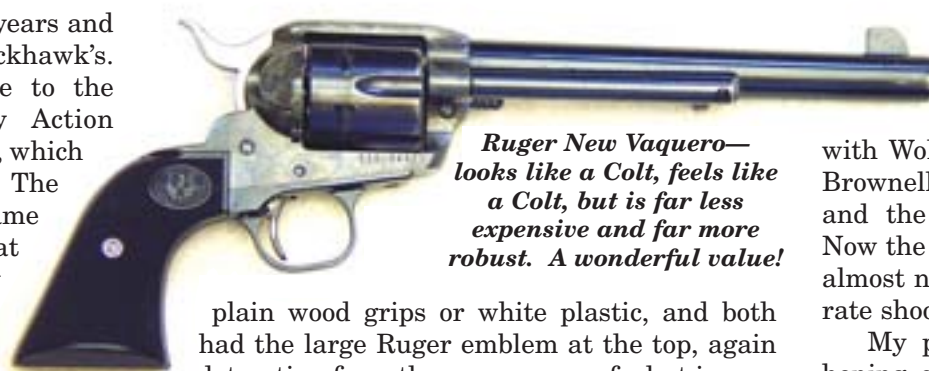 years and
ckhawk's.
e to the
y Action
, which
The
ame
at
Ruger New Vaquero—
looks like a Colt, feels like
a Colt, but is far less
expensive and far more
robust. A wonderful value!
plain wood grips or white plastic, and both
had the large Ruger emblem at the top, again
with Wol
Brownell
and the
Now the
almost n
rate shoo
My p